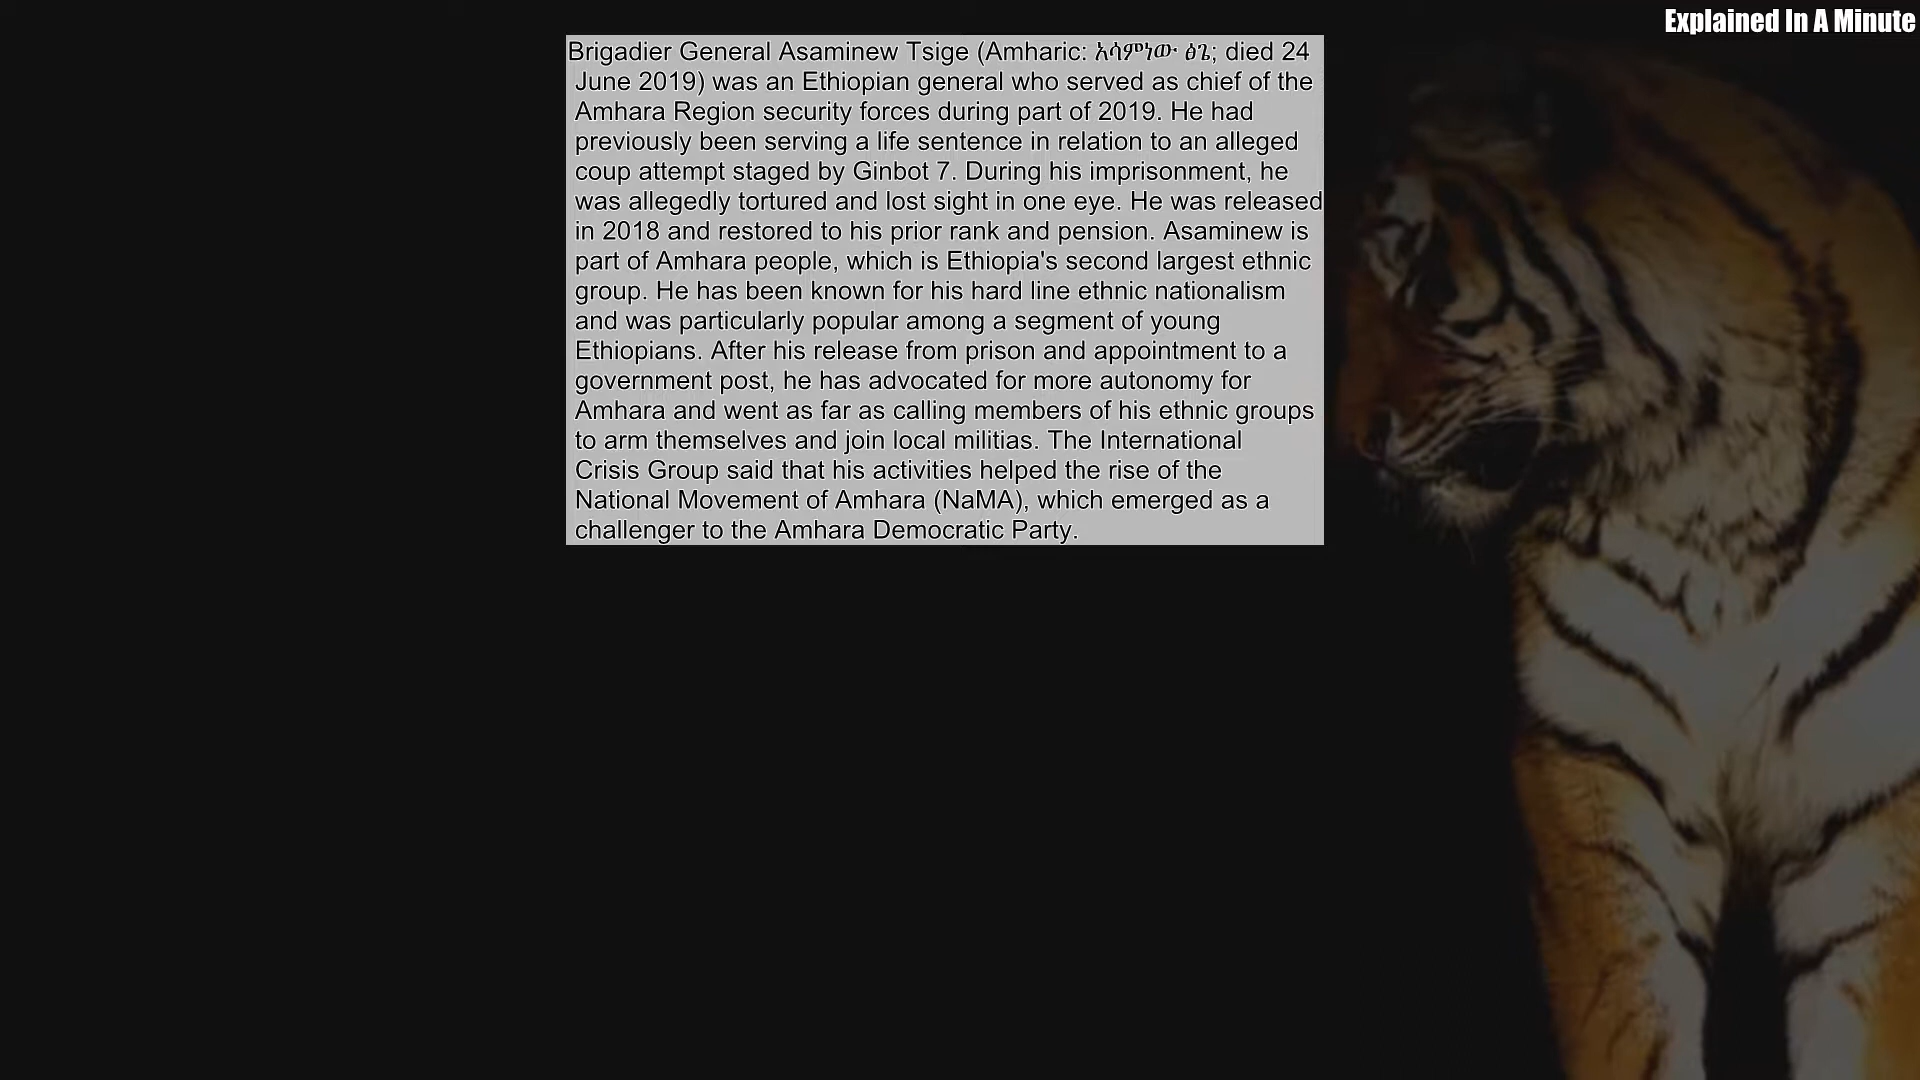 Explained In A Minute
Brigadier General Asaminew Tsige (Amharic: አሳምነው ፅጌ; died 24
June 2019) was an Ethiopian general who served as chief of the
Amhara Region security forces during part of 2019. He had
previously been serving a life sentence in relation to an alleged
coup attempt staged by Ginbot 7. During his imprisonment, he
was allegedly tortured and lost sight in one eye. He was released
in 2018 and restored to his prior rank and pension. Asaminew is
part of Amhara people, which is Ethiopia's second largest ethnic
group. He has been known for his hard line ethnic nationalism
and was particularly popular among a segment of young
Ethiopians. After his release from prison and appointment to a
government post, he has advocated for more autonomy for
Amhara and went as far as calling members of his ethnic groups
to arm themselves and join local militias. The International
Crisis Group said that his activities helped the rise of the
National Movement of Amhara (NaMA), which emerged as a
challenger to the Amhara Democratic Party.